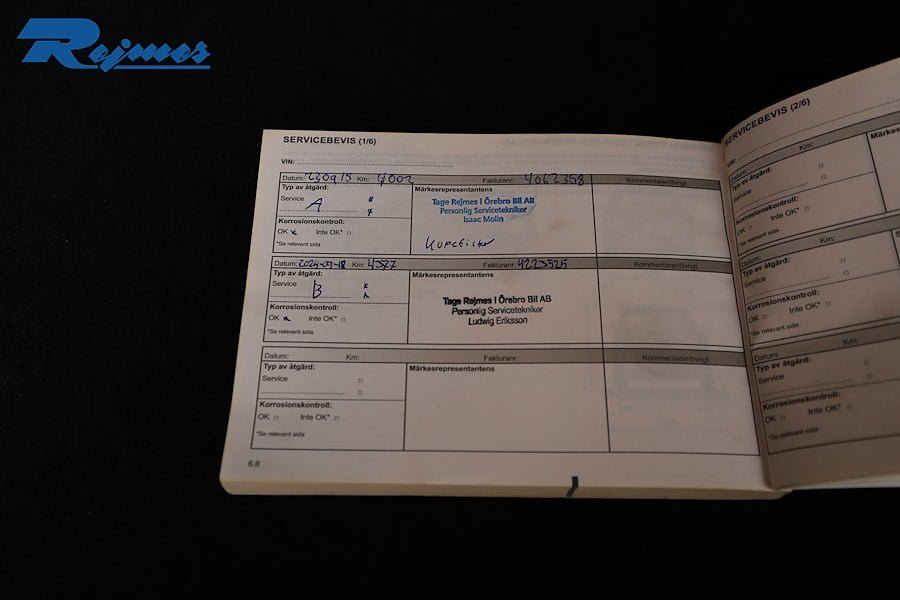 Rejmes
SERVICEBEVIS (1/6)
VIN:
Datum: 230915 Km: 4002 Fakturanr: 4062358 Kommentarer/övrigt
Typ av åtgärd:
Service A
Korrosionskontroll:
OK x Inte OK*
*Se relevant sida
Märkesrepresentantens
Tage Rejmes i Örebro Bil AB
Personlig Servicetekniker
Isaac Molin
Kupefilter
Datum: 2024-09-18 Km: Fakturanr: 4223525 Kommentarer/övrigt
Typ av åtgärd:
Service B
Korrosionskontroll:
OK x Inte OK*
*Se relevant sida
Märkesrepresentantens
Tage Rejmes i Örebro Bil AB
Personlig Servicetekniker
Ludwig Eriksson
Datum: Km: Fakturanr: Kommentarer/övrigt
Typ av åtgärd:
Service
Korrosionskontroll:
OK Inte OK*
*Se relevant sida
Märkesrepresentantens
6.8
SERVICEBEVIS (2/6)
VIN:
Datum: Km:
Typ av åtgärd:
Service
Korrosionskontroll:
OK Inte OK*
*Se relevant sida
Datum: Km:
Typ av åtgärd:
Service
Korrosionskontroll:
OK Inte OK*
*Se relevant sida
Datum: Km:
Typ av åtgärd:
Service
Korrosionskontroll:
OK Inte OK*
*Se relevant sida